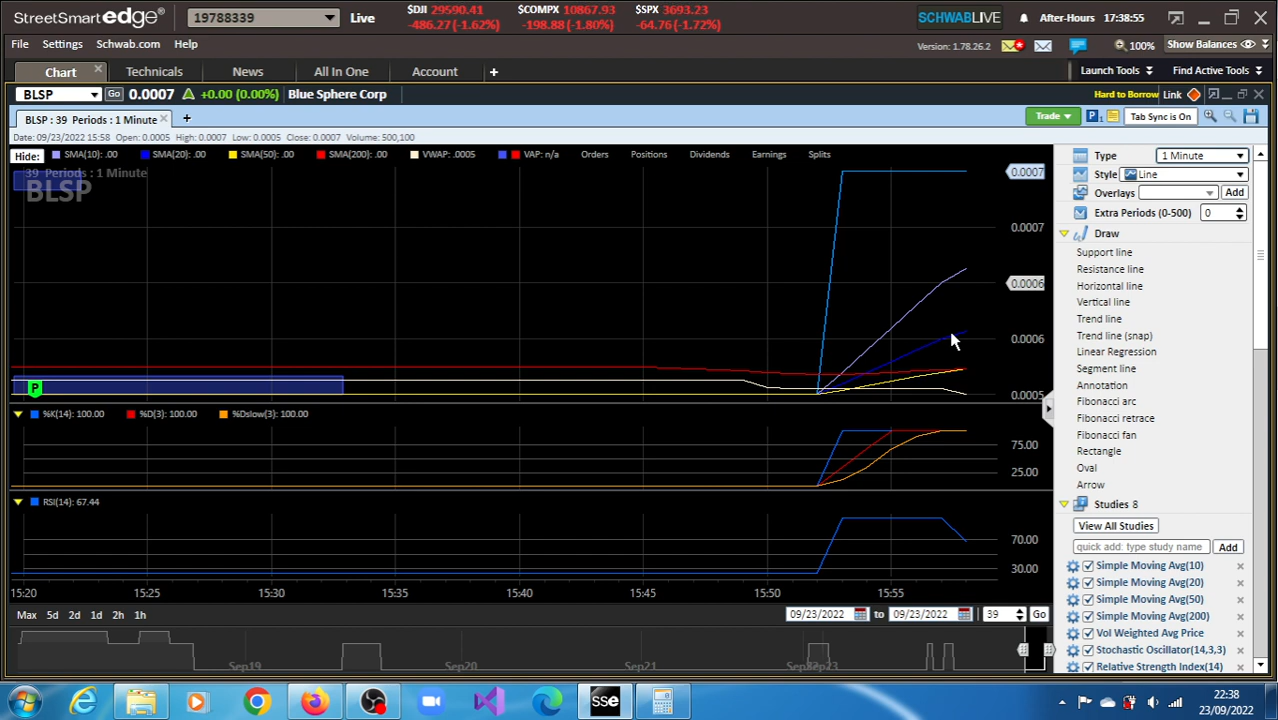 StreetSmart edge® 19788339 Live $DJI 29590.41 $COMPX 10867.93 $SPX 3693.23 SCHWABLIVE After-Hours 17:38:55
-486.27 (-1.62%) -198.88 (-1.80%) -64.76 (-1.72%)
File Settings Schwab.com Help Version: 1.78.26.2 100% Show Balances
Chart Technicals News All In One Account + Launch Tools Find Active Tools
BLSP Go 0.0007 +0.00 (0.00%) Blue Sphere Corp Hard to Borrow Link
BLSP : 39 Periods : 1 Minute + Trade P 1 Tab Sync is On
Date: 09/23/2022 15:58 Open: 0.0005 High: 0.0007 Low: 0.0005 Close: 0.0007 Volume: 500,100
Hide: SMA(10): .00 SMA(20): .00 SMA(50): .00 SMA(200): .00 VWAP: .0005 VAP: n/a Orders Positions Dividends Earnings Splits
39 Periods : 1 Minute
BLSP
0.0007
0.0007
0.0006
0.0006
0.0005
P
%K(14): 100.00 %D(3): 100.00 %Dslow(3): 100.00
75.00
25.00
RSI(14): 67.44
70.00
30.00
15:20 15:25 15:30 15:35 15:40 15:45 15:50 15:55
Max 5d 2d 1d 2h 1h 09/23/2022 to 09/23/2022 39 Go
Sep19 Sep20 Sep21 Sep23
Type 1 Minute
Style Line
Overlays Add
Extra Periods (0-500) 0
Draw
Support line
Resistance line
Horizontal line
Vertical line
Trend line
Trend line (snap)
Linear Regression
Segment line
Annotation
Fibonacci arc
Fibonacci retrace
Fibonacci fan
Rectangle
Oval
Arrow
Studies 8
View All Studies
quick add: type study name Add
Simple Moving Avg(10)
Simple Moving Avg(20)
Simple Moving Avg(50)
Simple Moving Avg(200)
Vol Weighted Avg Price
Stochastic Oscillator(14,3,3)
Relative Strength Index(14)
sse
22:38
23/09/2022